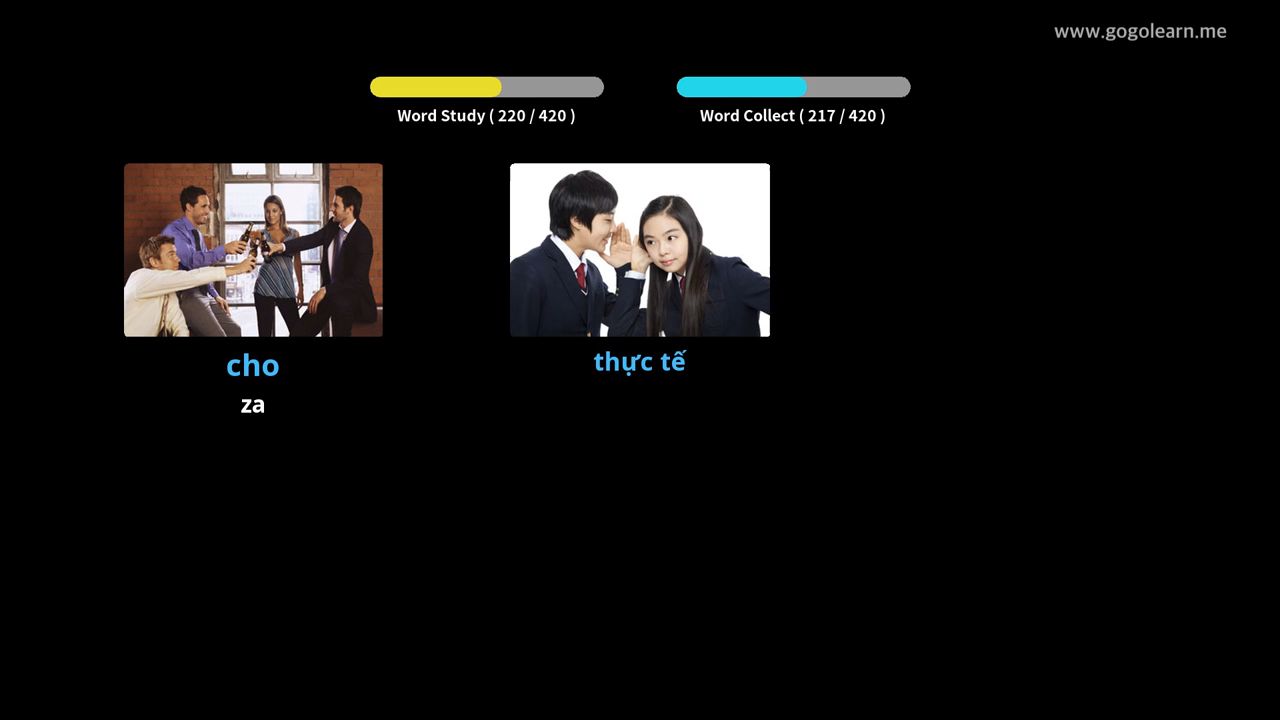 www.gogolearn.me
Word Study ( 220 / 420 )
Word Collect ( 217 / 420 )
cho
za
thực tế